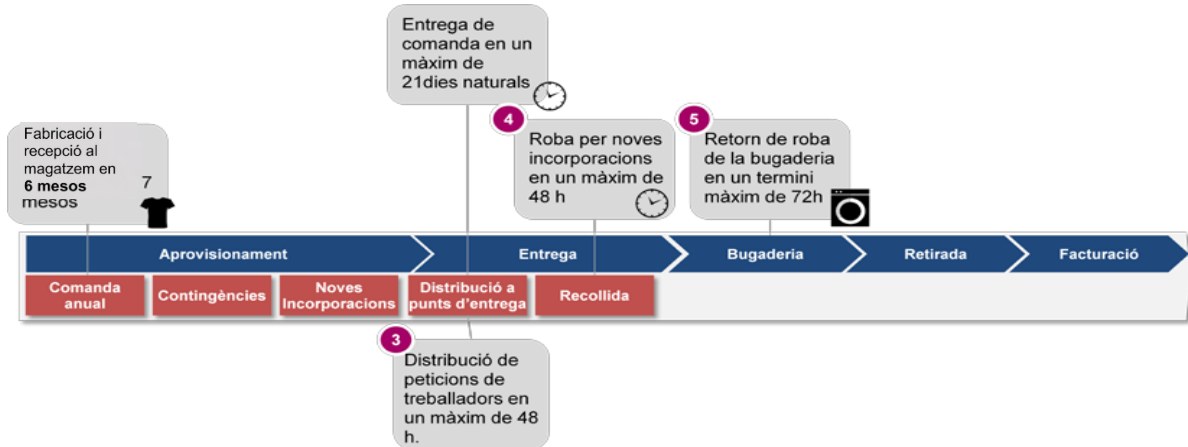 Entrega de
comanda en un
màxim de
21dies naturals
4
Roba per noves
incorporacions
en un màxim de
48 h
5
Retorn de roba
de la bugaderia
en un termini
màxim de 72h
Fabricació i
recepció al
magatzem en
6 mesos 7
mesos
Aprovisionament
Entrega
Bugaderia
Retirada
Facturació
Comanda
anual
Contingències
Noves
Incorporacions
Distribució a
punts d'entrega
Recollida
3
Distribució de
peticions de
treballadors en
un màxim de 48
h.